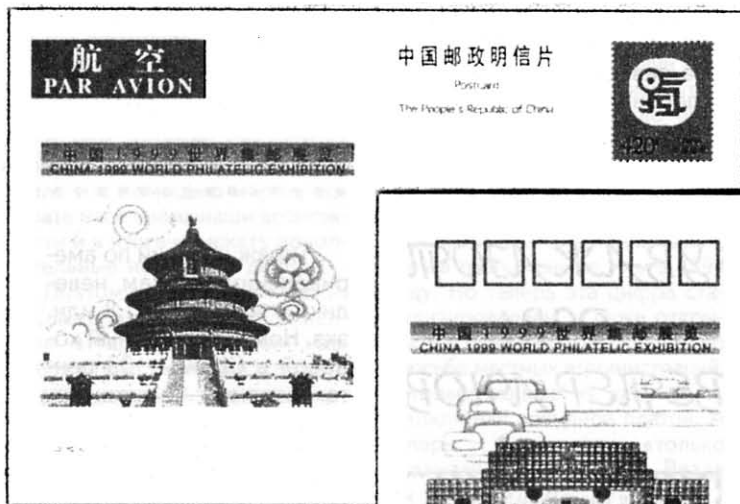 航 空
PAR AVION
中国邮政明信片
Postcard
The People's Republic of China
中国1999世界集邮展览
CHINA 1999 WORLD PHILATELIC EXHIBITION
中国1999世界集邮展览
CHINA 1999 WORLD PHILATELIC EXHIBITION